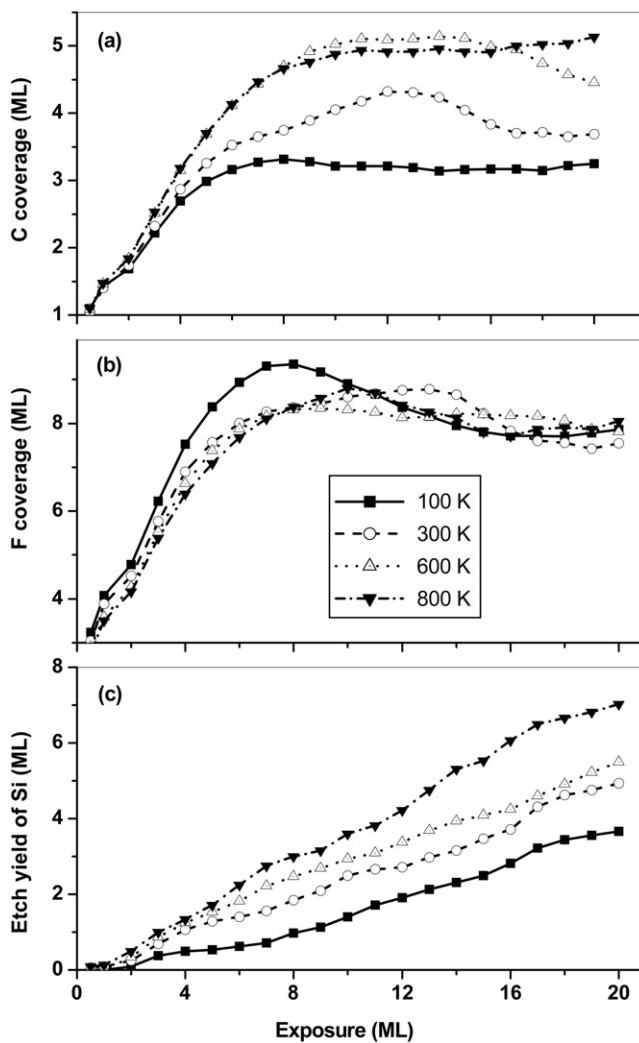 (a)
C coverage (ML)
5
4
3
2
1
(b)
F coverage (ML)
8
6
4
100 K
300 K
600 K
800 K
(c)
Etch yield of Si (ML)
8
6
4
2
0
0 4 8 12 16 20
Exposure (ML)